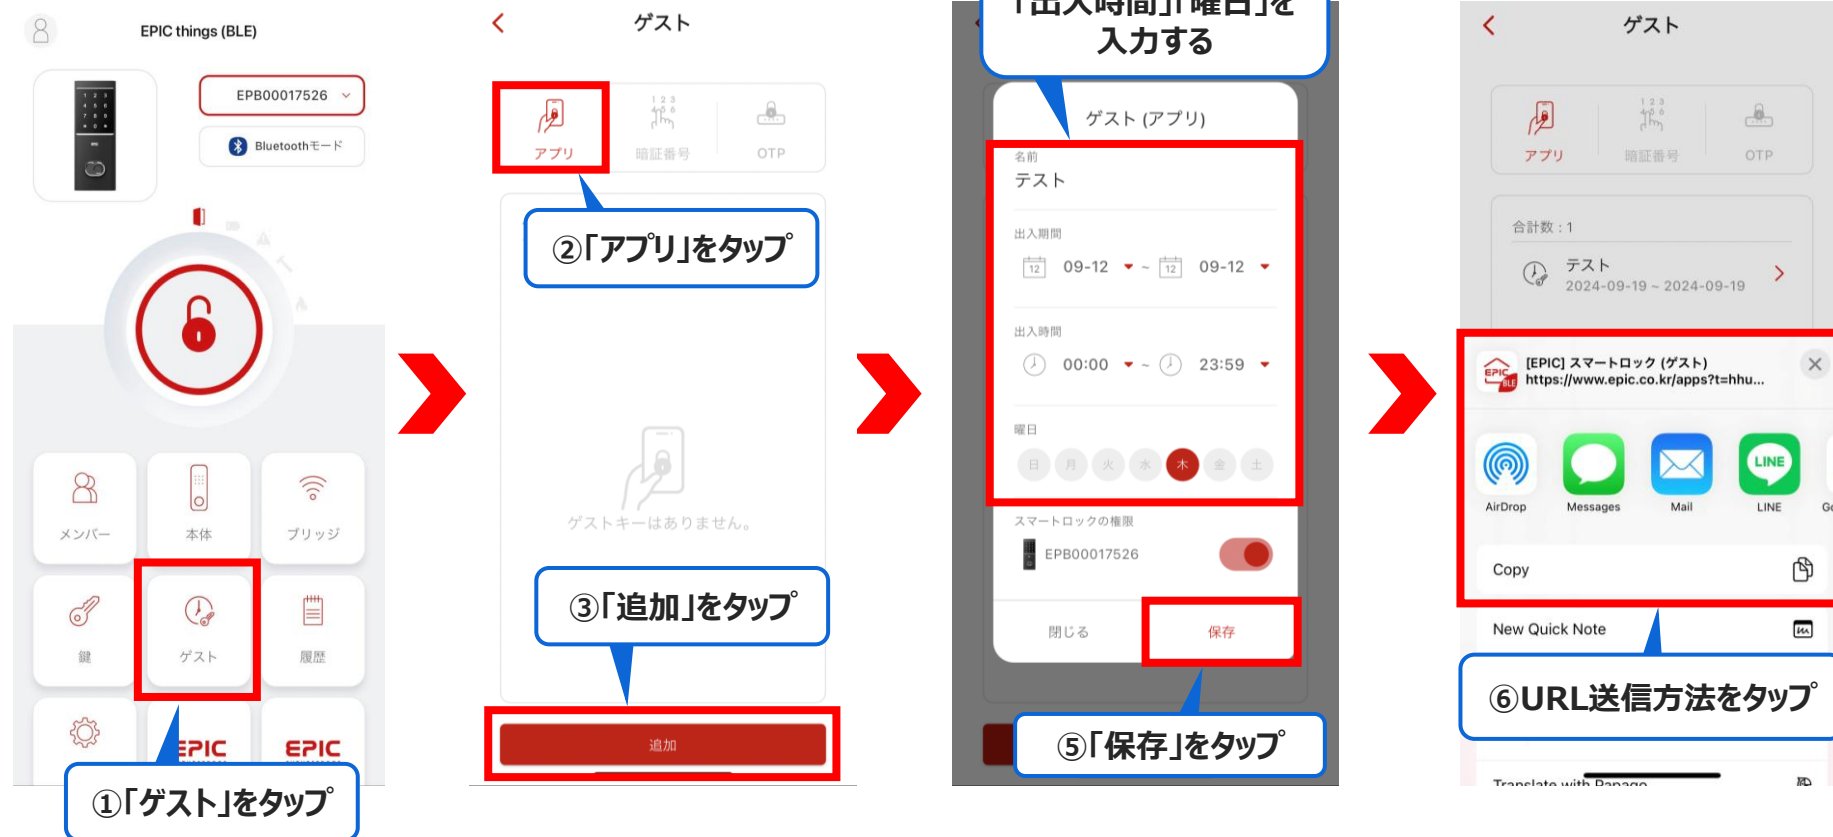 EPIC things (BLE)
EPB00017526
Bluetoothモード
メンバー
本体
ブリッジ
鍵
ゲスト
履歴
EPIC
EPIC
①「ゲスト」をタップ
ゲスト
アプリ
暗証番号
OTP
②「アプリ」をタップ
ゲストキーはありません。
③「追加」をタップ
追加
「出入時間」「曜日」を
入力する
ゲスト (アプリ)
名前
テスト
出入期間
12 09-12 ~ 12 09-12
出入時間
00:00 ~ 23:59
曜日
日 月 火 水 木 金 土
スマートロックの権限
EPB00017526
閉じる
保存
⑤「保存」をタップ
ゲスト
アプリ
暗証番号
OTP
合計数 : 1
テスト
2024-09-19 ~ 2024-09-19
EPIC
BLE
[EPIC] スマートロック (ゲスト)
https://www.epic.co.kr/apps?t=hhu...
LINE
AirDrop
Messages
Mail
LINE
Copy
New Quick Note
⑥URL送信方法をタップ
Translate with Papago